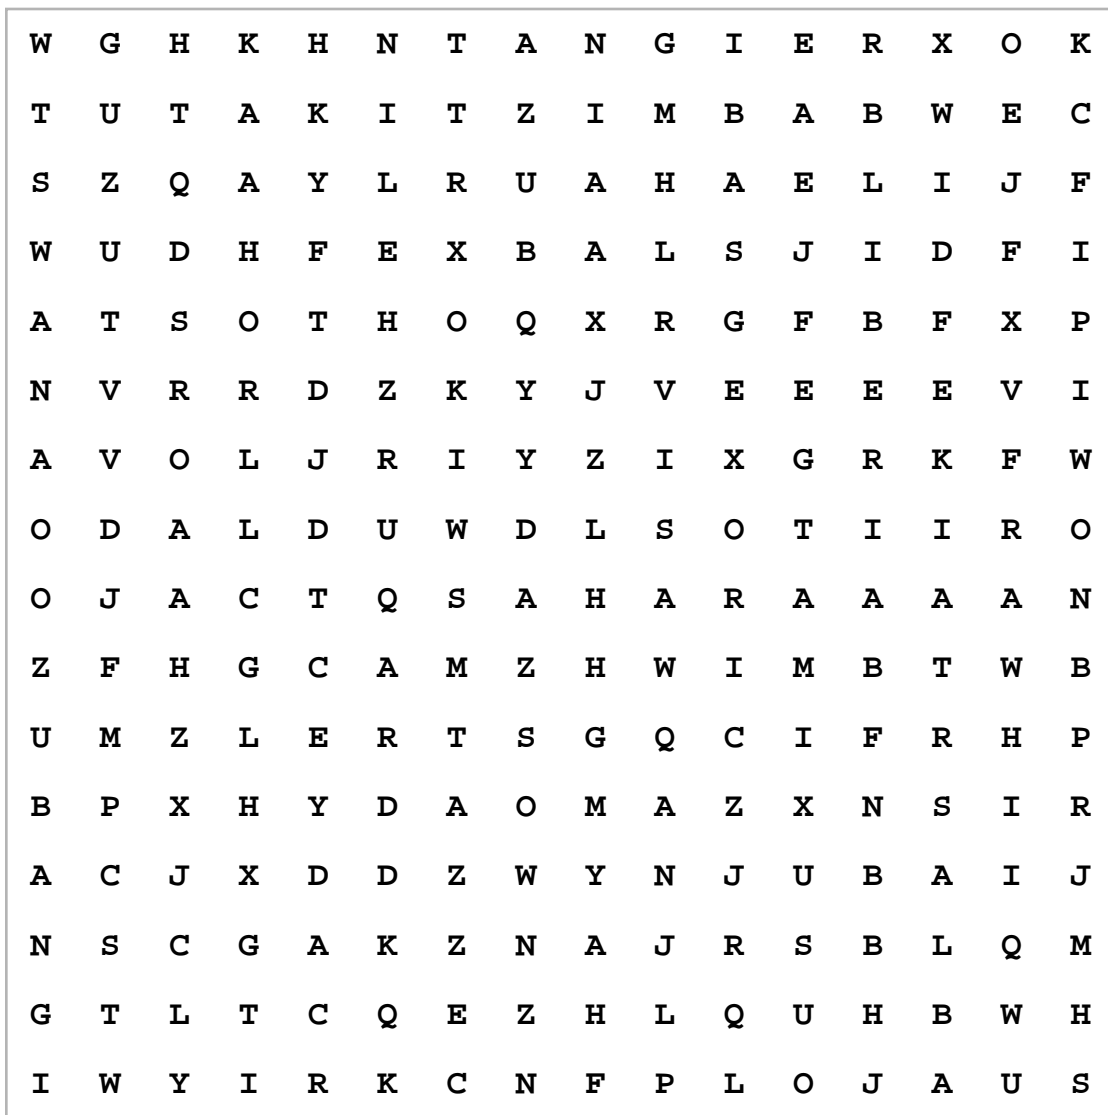 W G H K H N T A N G I E R X O K
T U T A K I T Z I M B A B W E C
S Z Q A Y L R U A H A E L I J F
W U D H F E X B A L S J I D F I
A T S O T H O Q X R G F B F X P
N V R R D Z K Y J V E E E E V I
A V O L J R I Y Z I X G R K F W
O D A L D U W D L S O T I I R O
O J A C T Q S A H A R A A A A N
Z F H G C A M Z H W I M B T W B
U M Z L E R T S G Q C I F R H P
B P X H Y D A O M A Z X N S I R
A C J X D D Z W Y N J U B A I J
N S C G A K Z N A J R S B L Q M
G T L T C Q E Z H L Q U H B W H
I W Y I R K C N F P L O J A U S